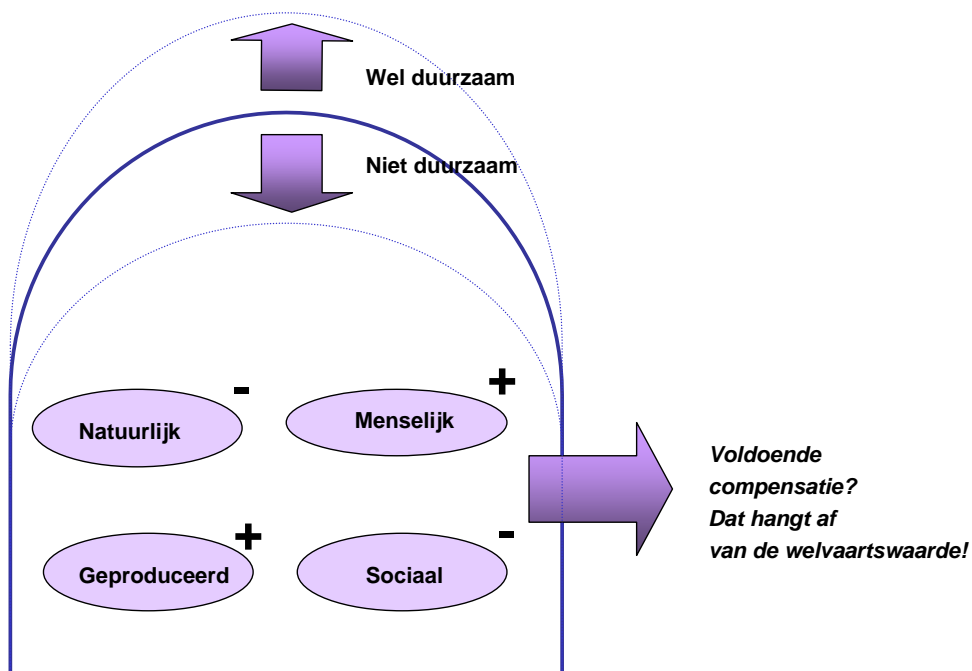 Wel duurzaam
Niet duurzaam
-
+
Natuurlijk
Menselijk
+
-
Geproduceerd
Sociaal
Voldoende
compensatie?
Dat hangt af
van de welvaartswaarde!